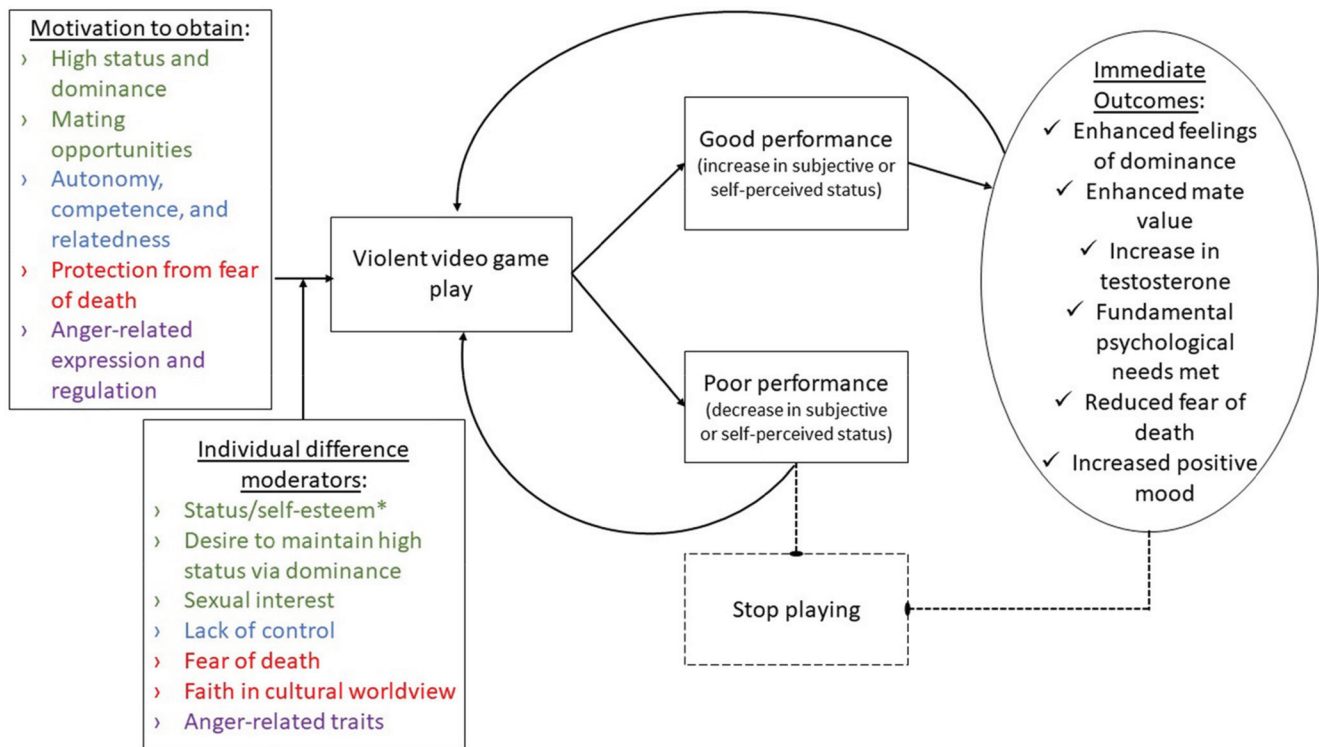 Motivation to obtain:
› High status and
dominance
› Mating
opportunities
› Autonomy,
competence, and
relatedness
› Protection from fear
of death
› Anger-related
expression and
regulation
Individual difference
moderators:
› Status/self-esteem*
› Desire to maintain high
status via dominance
› Sexual interest
› Lack of control
› Fear of death
› Faith in cultural worldview
› Anger-related traits
Violent video game
play
Good performance
(increase in subjective or
self-perceived status)
Poor performance
(decrease in subjective
or self-perceived status)
Stop playing
Immediate
Outcomes:
✓ Enhanced feelings
of dominance
✓ Enhanced mate
value
✓ Increase in
testosterone
✓ Fundamental
psychological
needs met
✓ Reduced fear of
death
✓ Increased positive
mood